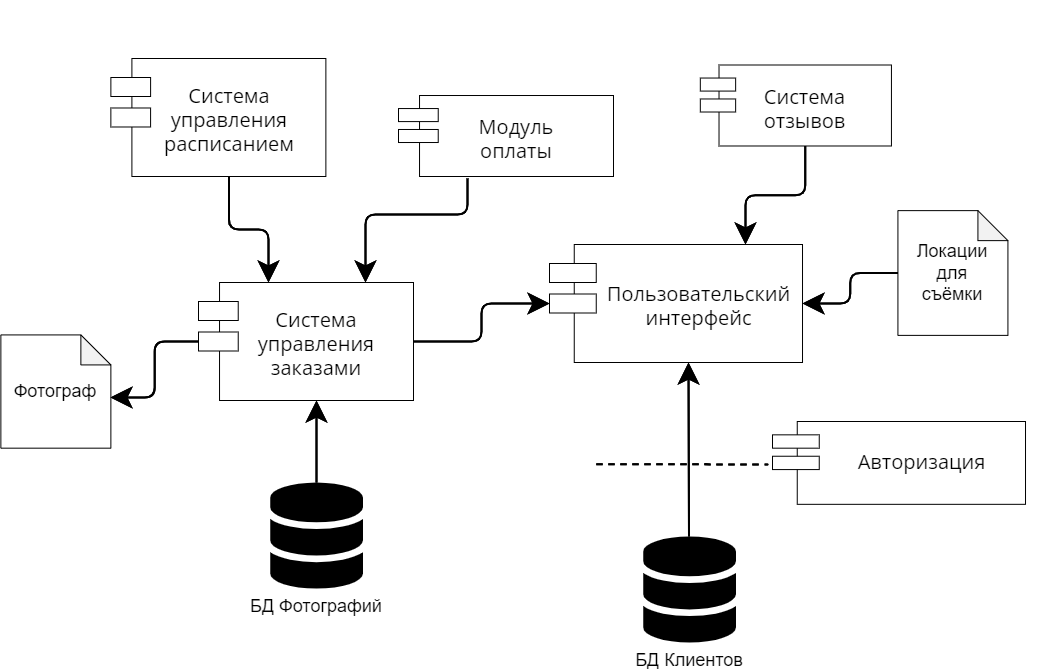 Система
управления
расписанием
Модуль
оплаты
Система
отзывов
Локации
для
съёмки
Пользовательский
интерфейс
Система
управления
заказами
Фотограф
Авторизация
БД Фотографий
БД Клиентов